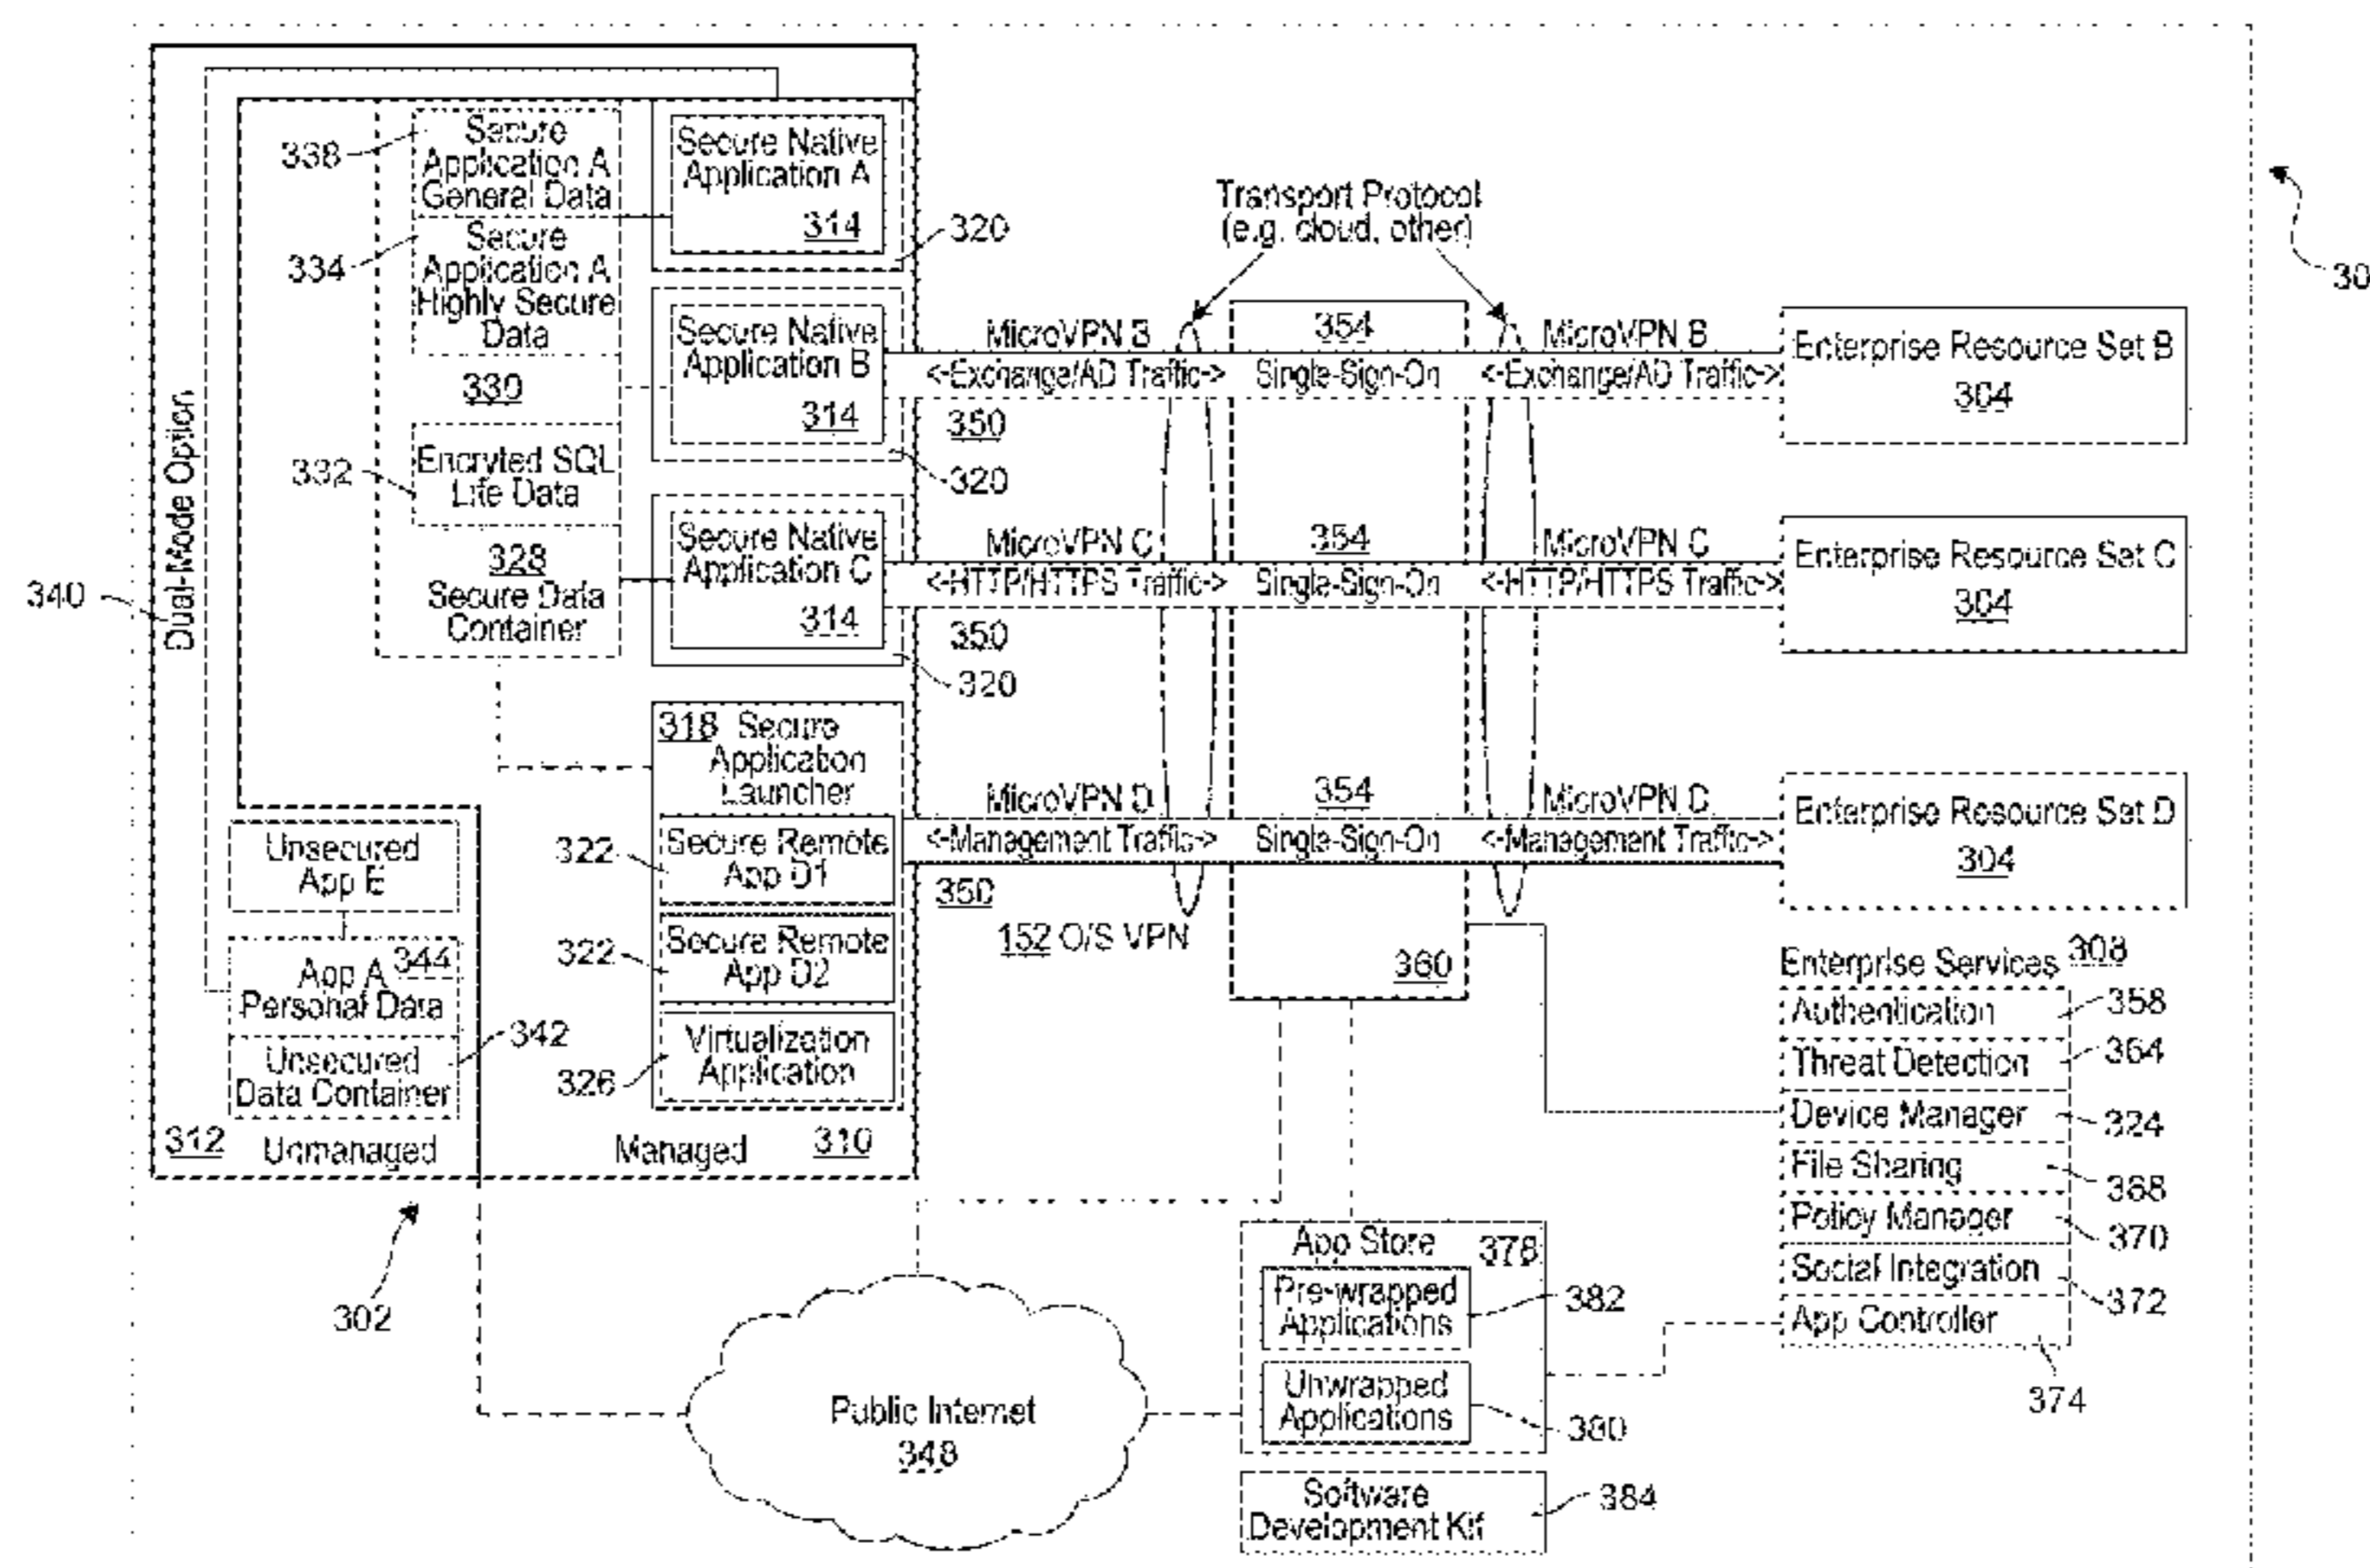 338
Secure
Application A
General Data
334
Secure
Application A
Highly Secure
Data
330
332
Encryted SQL
Life Data
328
Secure Data
Container
Secure Native
Application A
314
320
Secure Native
Application B
314
320
Secure Native
Application C
314
320
340
Dual-Mode Option
318 Secure
Application
Launcher
322
Secure Remote
App D1
322
Secure Remote
App D2
326
Virtualization
Application
Unsecured
App E
App A 344
Personal Data
342
Unsecured
Data Container
312 Unmanaged
Managed 310
302
Transport Protocol
(e.g. cloud, other)
30
MicroVPN B
354
MicroVPN B
<-Exchange/AD Traffic->
Single-Sign-On
<-Exchange/AD Traffic->
350
Enterprise Resource Set B
304
MicroVPN C
354
MicroVPN C
<-HTTP/HTTPS Traffic->
Single-Sign-On
<-HTTP/HTTPS Traffic->
350
Enterprise Resource Set C
304
MicroVPN D
354
MicroVPN D
<-Management Traffic->
Single-Sign-On
<-Management Traffic->
350
152 O/S VPN
360
Enterprise Resource Set D
304
Enterprise Services 308
Authentication
358
Threat Detection
364
Device Manager
324
File Sharing
368
Policy Manager
370
Social Integration
372
App Controller
374
App Store 378
Pre-wrapped
Applications
382
Unwrapped
Applications
380
Public Internet
348
Software
Development Kit
384